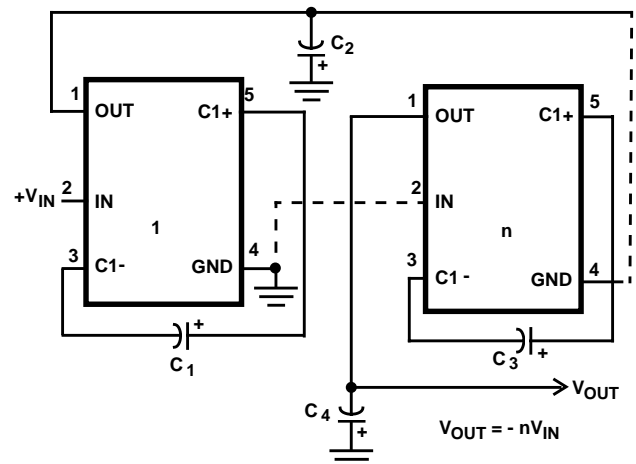 C2
+
1
OUT
5
C1+
+VIN
2
IN
1
3
C1-
4
GND
+
C1
1
OUT
5
C1+
2
IN
n
3
C1 -
4
GND
C3
+
VOUT
C4
+
VOUT = - nVIN